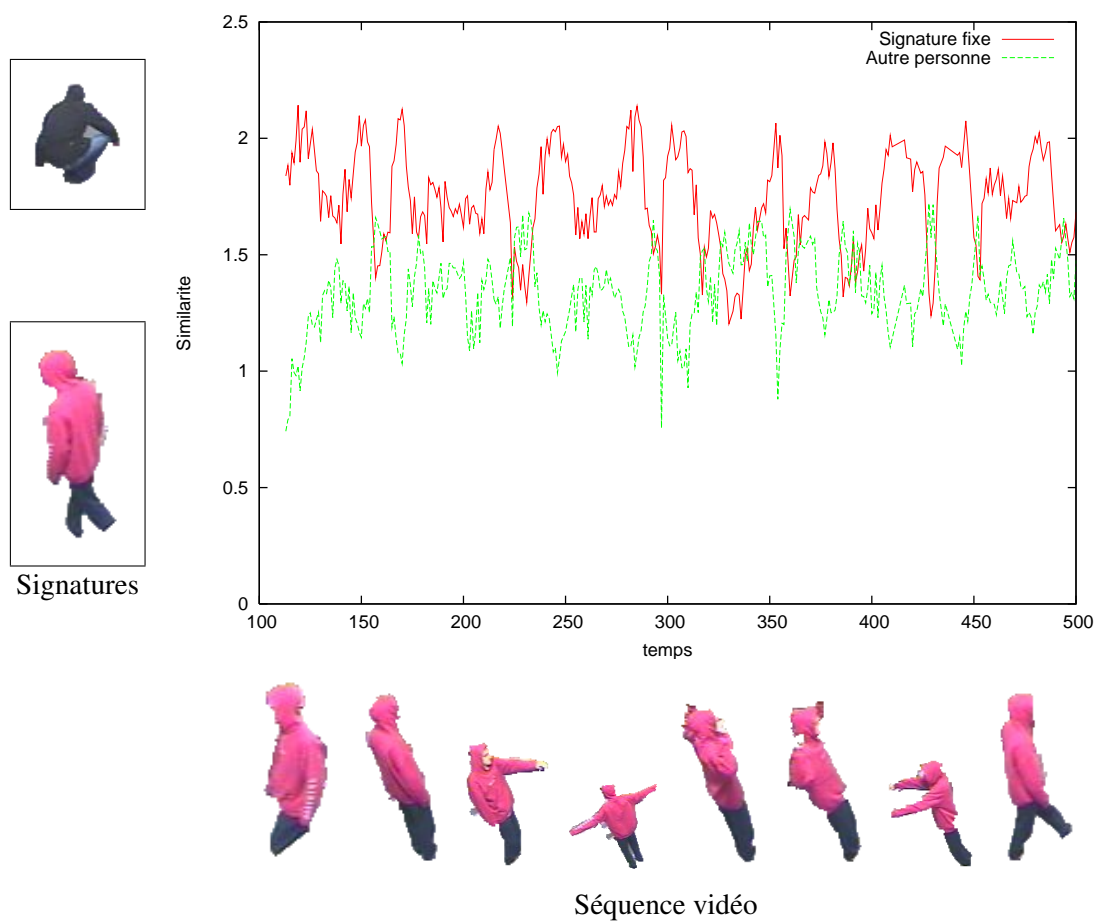 2.5
2
1.5
1
0.5
0
Similarite
Signature fixe
Autre personne
100 150 200 250 300 350 400 450 500
temps
Signatures
Séquence vidéo